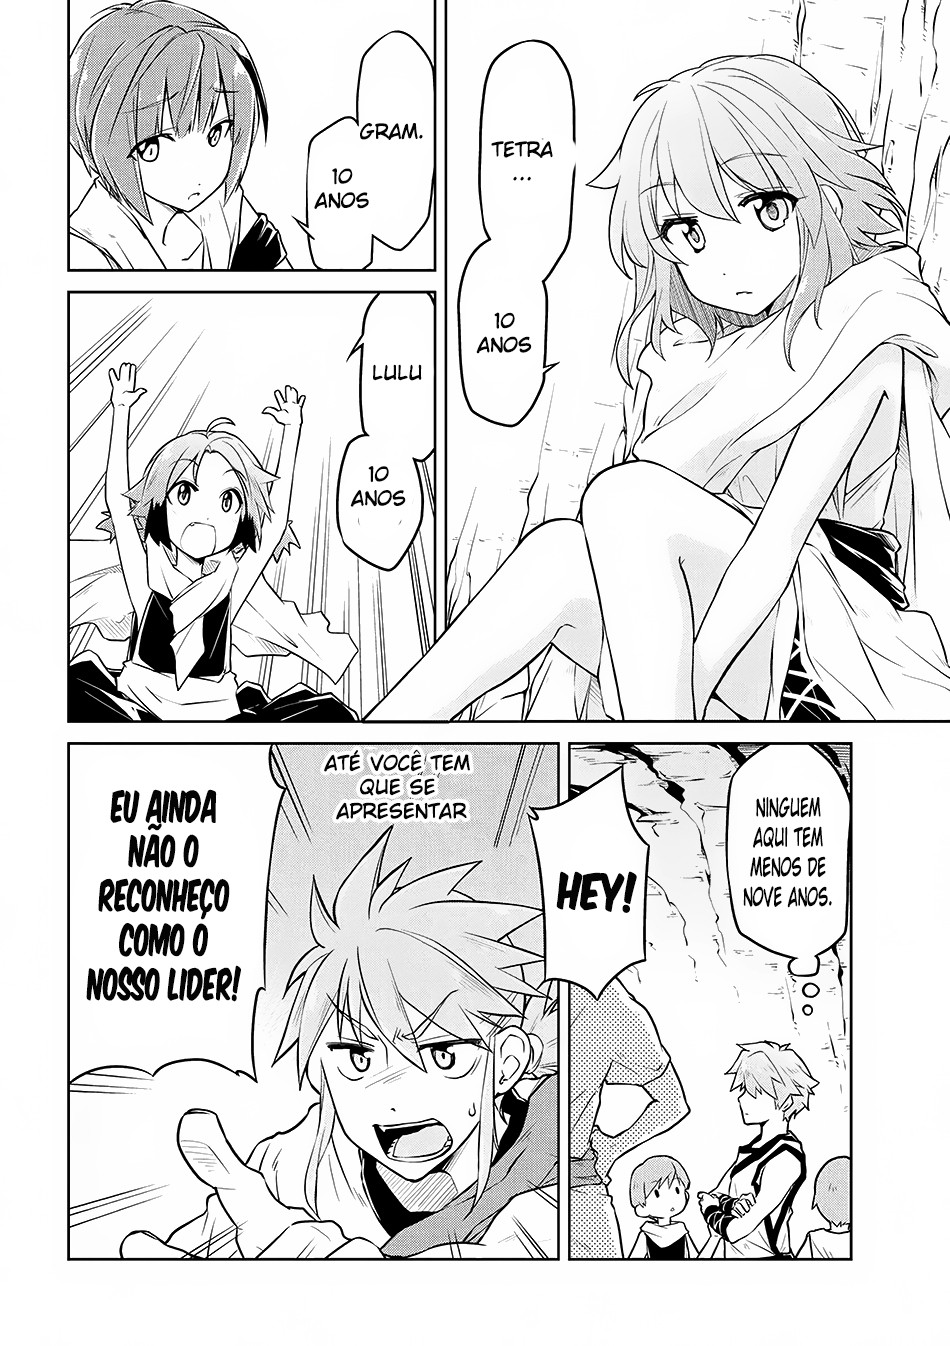 TETRA
...
10
ANOS
GRAM.
10
ANOS
LULU
10
ANOS
NINGUEM
AQUI TEM
MENOS DE
NOVE ANOS.
HEY!
ATÉ VOCÊ TEM
QUE SE
APRESENTAR
EU AINDA
NÃO O
RECONHEÇO
COMO O
NOSSO LIDER!